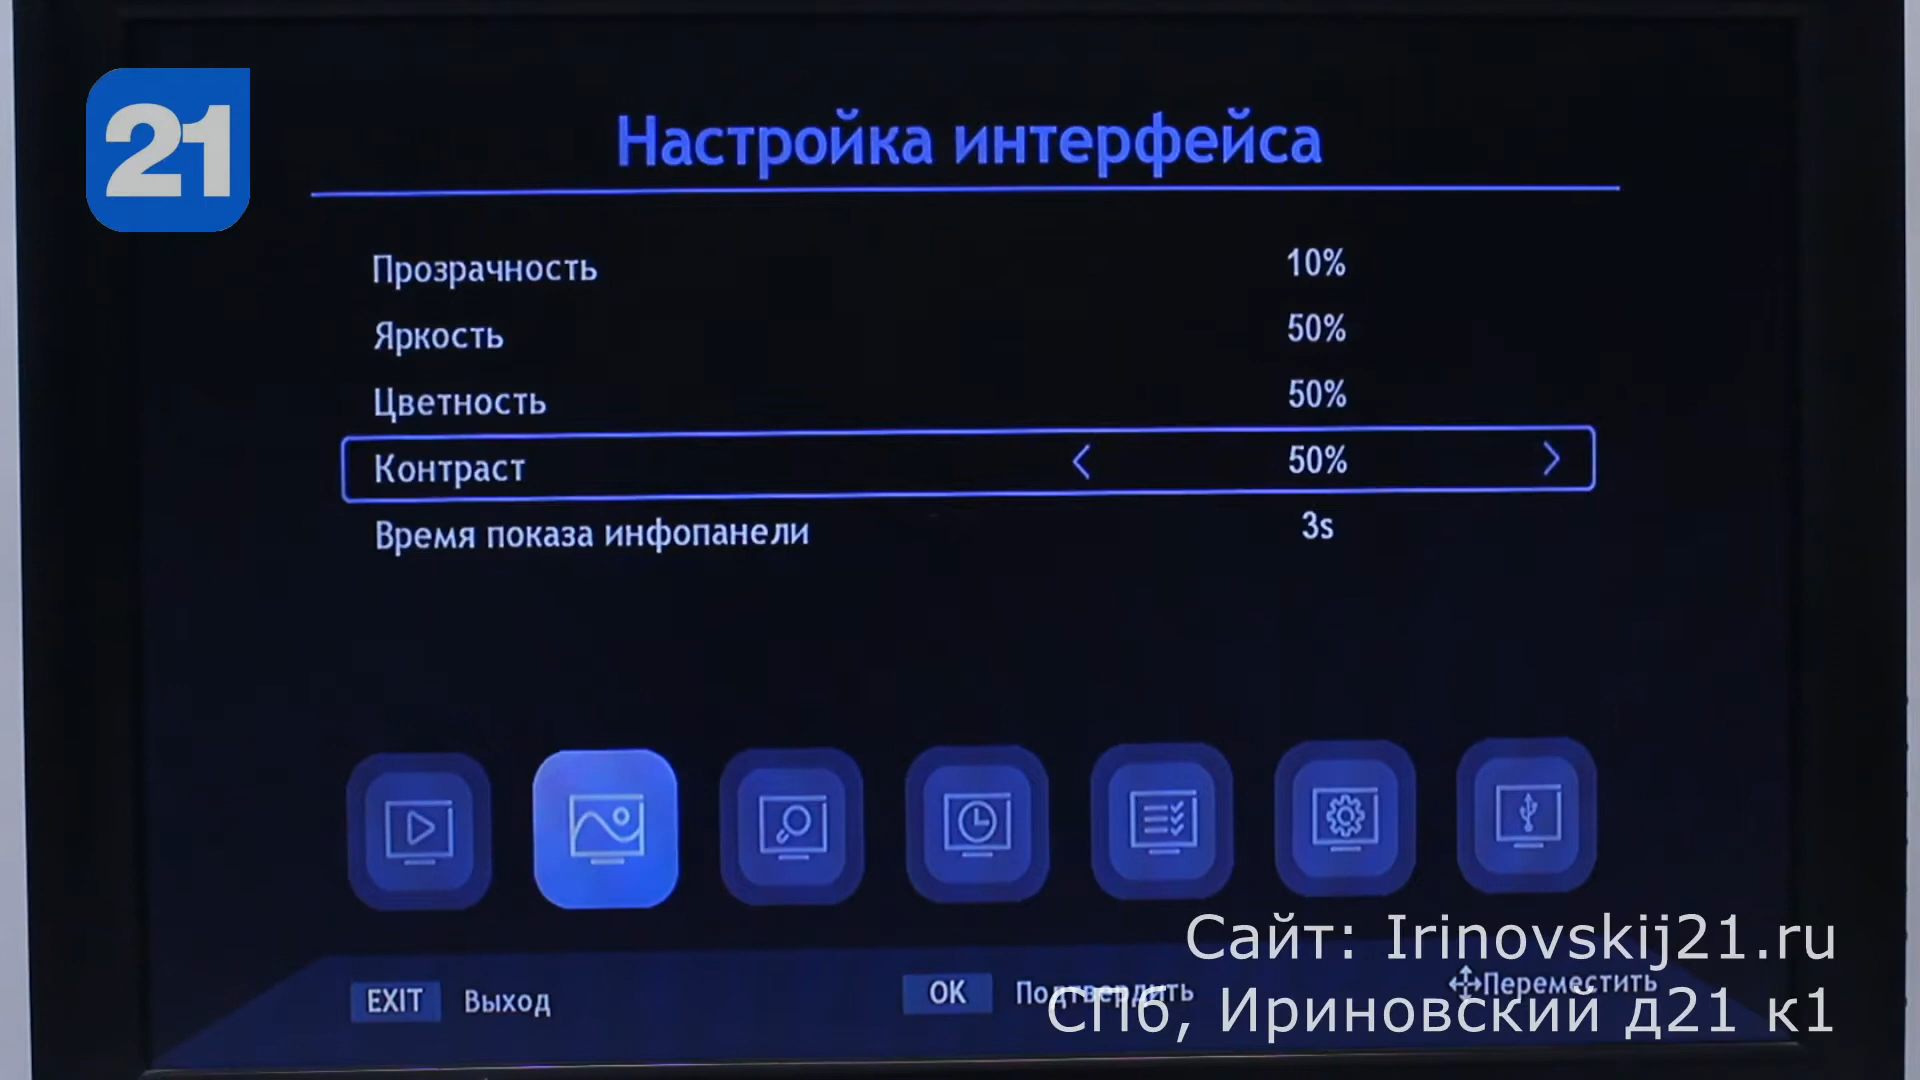 21
Настройка интерфейса
Прозрачность 10%
Яркость 50%
Цветность 50%
Контраст 50%
Время показа инфопанели 3s
Сайт: Irinovskij21.ru
EXIT Выход OK Подтвердить Переместить
СПб, Ириновский д21 к1